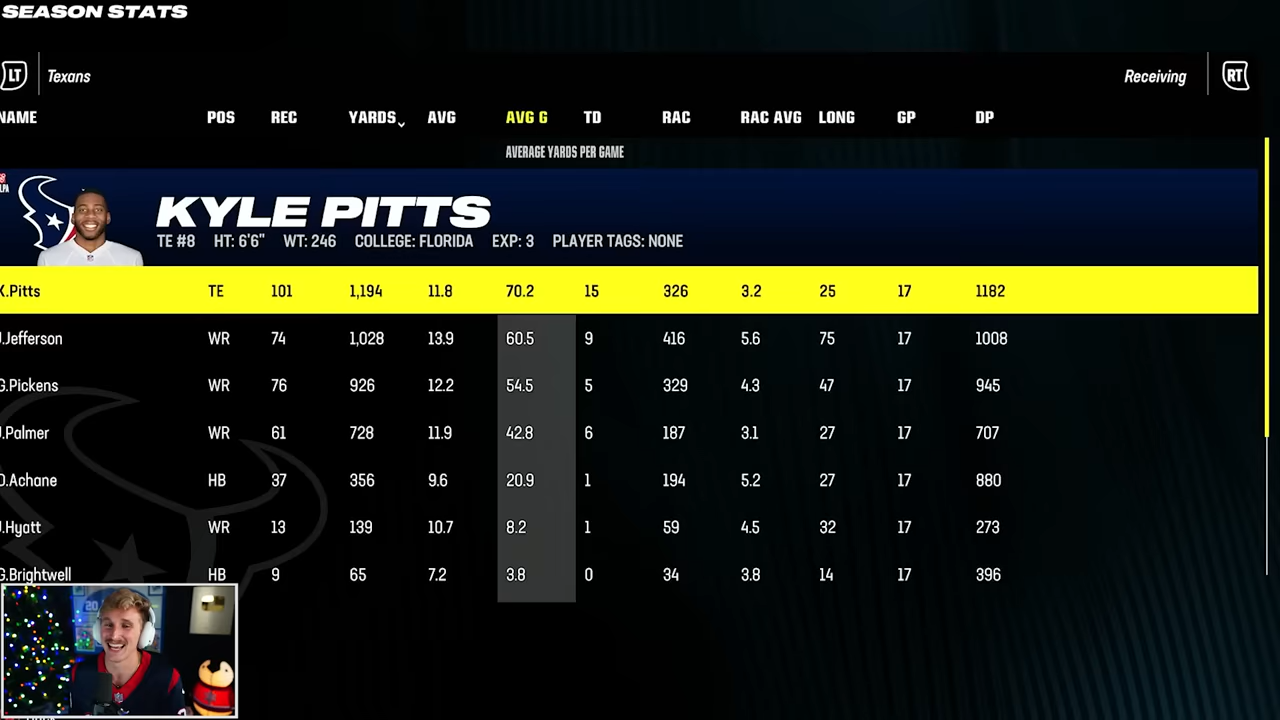 SEASON STATS
LT Texans Receiving RT
NAME POS REC YARDS AVG AVG G TD RAC RAC AVG LONG GP DP
AVERAGE YARDS PER GAME
KYLE PITTS
TE #8 HT: 6'6" WT: 246 COLLEGE: FLORIDA EXP: 3 PLAYER TAGS: NONE
K.Pitts TE 101 1,194 11.8 70.2 15 326 3.2 25 17 1182
J.Jefferson WR 74 1,028 13.9 60.5 9 416 5.6 75 17 1008
G.Pickens WR 76 926 12.2 54.5 5 329 4.3 47 17 945
J.Palmer WR 61 728 11.9 42.8 6 187 3.1 27 17 707
D.Achane HB 37 356 9.6 20.9 1 194 5.2 27 17 880
J.Hyatt WR 13 139 10.7 8.2 1 59 4.5 32 17 273
G.Brightwell HB 9 65 7.2 3.8 0 34 3.8 14 17 396